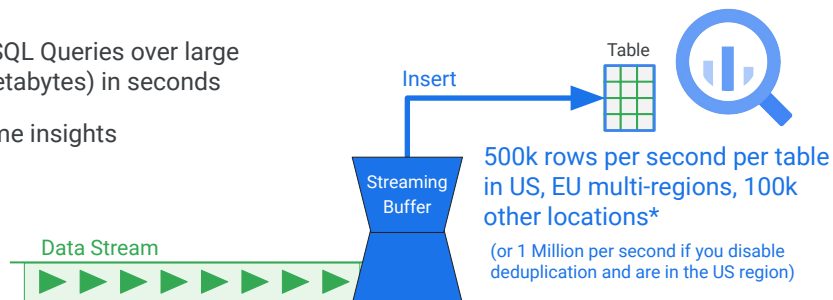 SQL Queries over large
etabytes) in seconds
me insights
Table
Insert
500k rows per second per table
in US, EU multi-regions, 100k
other locations*
Streaming
Buffer
(or 1 Million per second if you disable
deduplication and are in the US region)
Data Stream